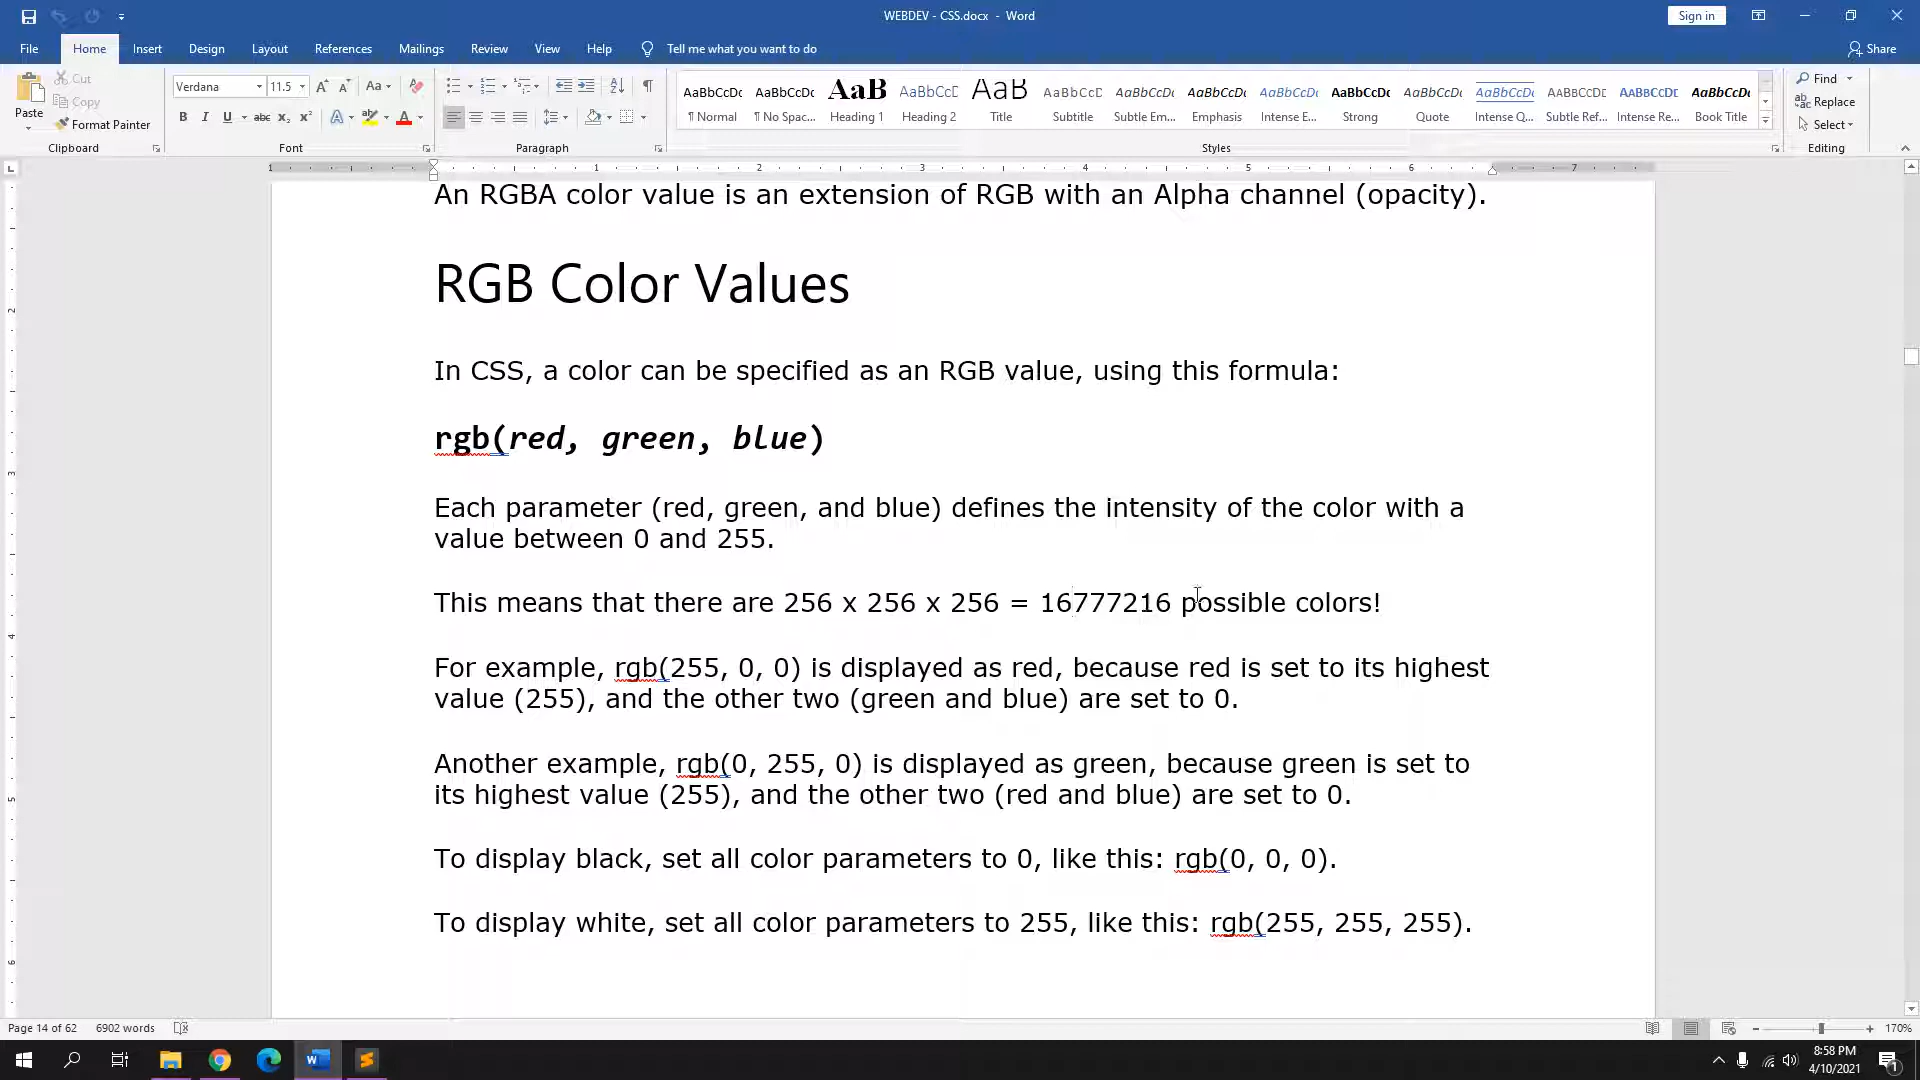 WEBDEV - CSS.docx - Word
Sign in
File Home Insert Design Layout References Mailings Review View Help Tell me what you want to do
Share
Paste
Cut
Copy
Format Painter
Clipboard
Verdana 11.5
Font
Paragraph
AaBbCcDc AaBbCcDc AaB AaBbCcD AaB AaBbCcD AaBbCcDc AaBbCcDc AaBbCcDc AaBbCcDc AaBbCcDc AaBbCcDc AABBCCDE AABBCCDE AaBbCcDc
¶ Normal ¶ No Spac... Heading 1 Heading 2 Title Subtitle Subtle Em... Emphasis Intense E... Strong Quote Intense Q... Subtle Ref... Intense Re... Book Title
Styles
Find
Replace
Select
Editing
1 1 2 3 4 5 6 7
An RGBA color value is an extension of RGB with an Alpha channel (opacity).
RGB Color Values
In CSS, a color can be specified as an RGB value, using this formula:
rgb(red, green, blue)
Each parameter (red, green, and blue) defines the intensity of the color with a
value between 0 and 255.
This means that there are 256 x 256 x 256 = 16777216 possible colors!
For example, rgb(255, 0, 0) is displayed as red, because red is set to its highest
value (255), and the other two (green and blue) are set to 0.
Another example, rgb(0, 255, 0) is displayed as green, because green is set to
its highest value (255), and the other two (red and blue) are set to 0.
To display black, set all color parameters to 0, like this: rgb(0, 0, 0).
To display white, set all color parameters to 255, like this: rgb(255, 255, 255).
Page 14 of 62 6902 words
170%
8:58 PM
4/10/2021